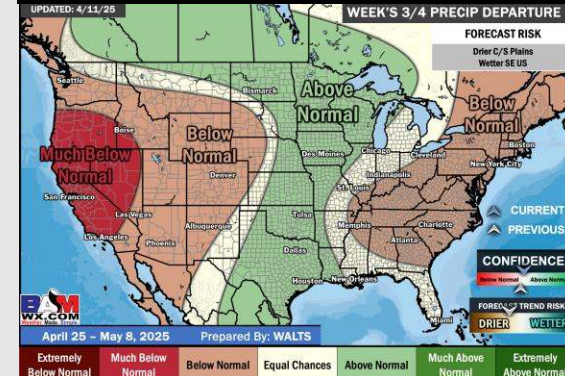 UPDATED: 4/11/25
WEEK'S 3/4 PRECIP DEPARTURE
FORECAST RISK
Drier C/S Plains
Wetter SE US
Seattle
Bismarck
Above
Normal
Below
Normal
Boise
Below
Normal
Much Below
Normal
Boston
Chicago
Cleveland
New York City
Des Moines
Denver
Indianapolis
St. Louis
San Francisco
Las Vegas
Los Angeles
Phoenix
Albuquerque
Tulsa
Memphis
Charlotte
Atlanta
Dallas
Houston
New Orleans
Miami
CURRENT
PREVIOUS
CONFIDENCE
Below Normal
Above Normal
FORECAST TREND RISK
DRIER
WETTER
BAM
WX.COM
Weather. Made. Simple.
April 25 – May 8, 2025
Prepared By: WALTS
Extremely
Below Normal
Much Below
Normal
Below Normal
Equal Chances
Above Normal
Much Above
Normal
Extremely
Above Normal